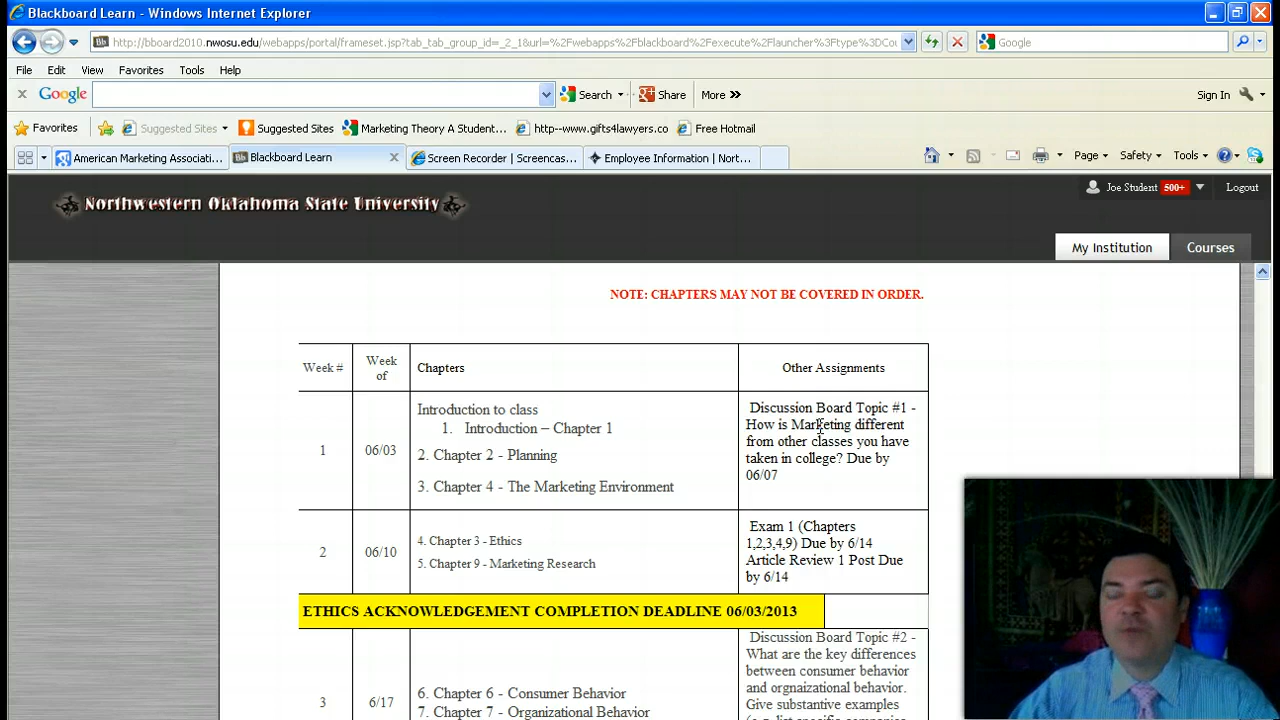 Blackboard Learn - Windows Internet Explorer
http://bboard2010.nwosu.edu/webapps/portal/frameset.jsp?tab_tab_group_id=_2_1&url=%2Fwebapps%2Fblackboard%2Fexecute%2Flauncher%3Ftype%3DCou
Google
File Edit View Favorites Tools Help
Google Search Share More » Sign In
Favorites Suggested Sites Suggested Sites Marketing Theory A Student... http--www.gifts4lawyers.co Free Hotmail
American Marketing Associati... Blackboard Learn Screen Recorder | Screencas... Employee Information | Nort... Page Safety Tools
Joe Student 500+ Logout
Northwestern Oklahoma State University
My Institution Courses
NOTE: CHAPTERS MAY NOT BE COVERED IN ORDER.
Week # Week of Chapters Other Assignments
1 06/03
Introduction to class
1. Introduction – Chapter 1
2. Chapter 2 - Planning
3. Chapter 4 - The Marketing Environment
Discussion Board Topic #1 -
How is Marketing different
from other classes you have
taken in college? Due by
06/07
2 06/10
4. Chapter 3 - Ethics
5. Chapter 9 - Marketing Research
Exam 1 (Chapters
1,2,3,4,9) Due by 6/14
Article Review 1 Post Due
by 6/14
ETHICS ACKNOWLEDGEMENT COMPLETION DEADLINE 06/03/2013
3 6/17
6. Chapter 6 - Consumer Behavior
7. Chapter 7 - Organizational Behavior
Discussion Board Topic #2 -
What are the key differences
between consumer behavior
and orgnaizational behavior.
Give substantive examples
(e.g. list specific companies